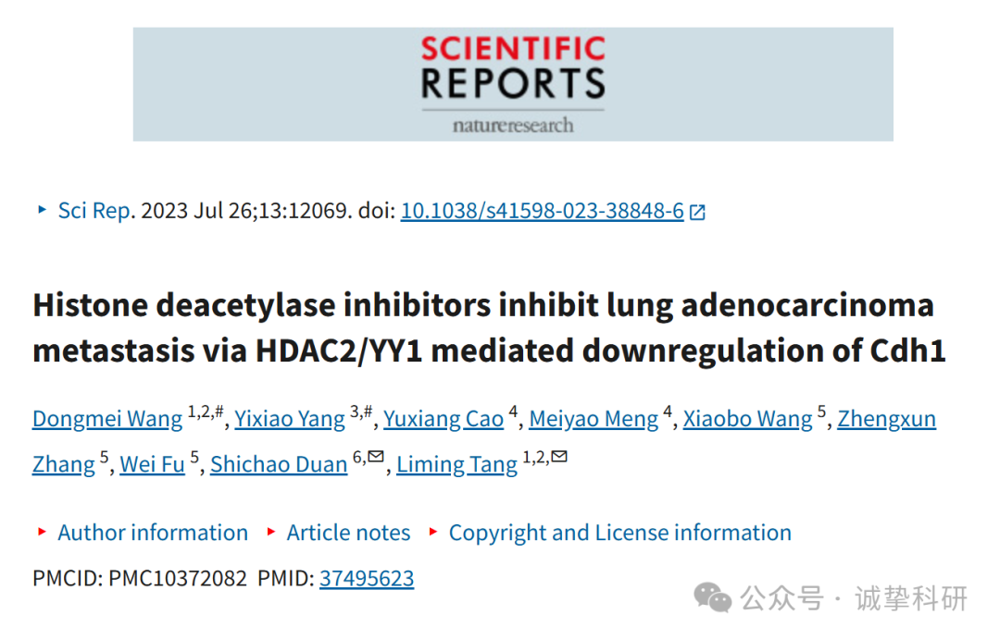 SCIENTIFIC
REPORTS
natureresearch
Sci Rep. 2023 Jul 26;13:12069. doi: 10.1038/s41598-023-38848-6
Histone deacetylase inhibitors inhibit lung adenocarcinoma
metastasis via HDAC2/YY1 mediated downregulation of Cdh1
Dongmei Wang 1,2,#, Yixiao Yang 3,#, Yuxiang Cao 4, Meiyao Meng 4, Xiaobo Wang 5, Zhengxun
Zhang 5, Wei Fu 5, Shichao Duan 6,✉, Liming Tang 1,2,✉
Author information Article notes Copyright and License information
PMCID: PMC10372082 PMID: 37495623
公众号 · 诚挚科研